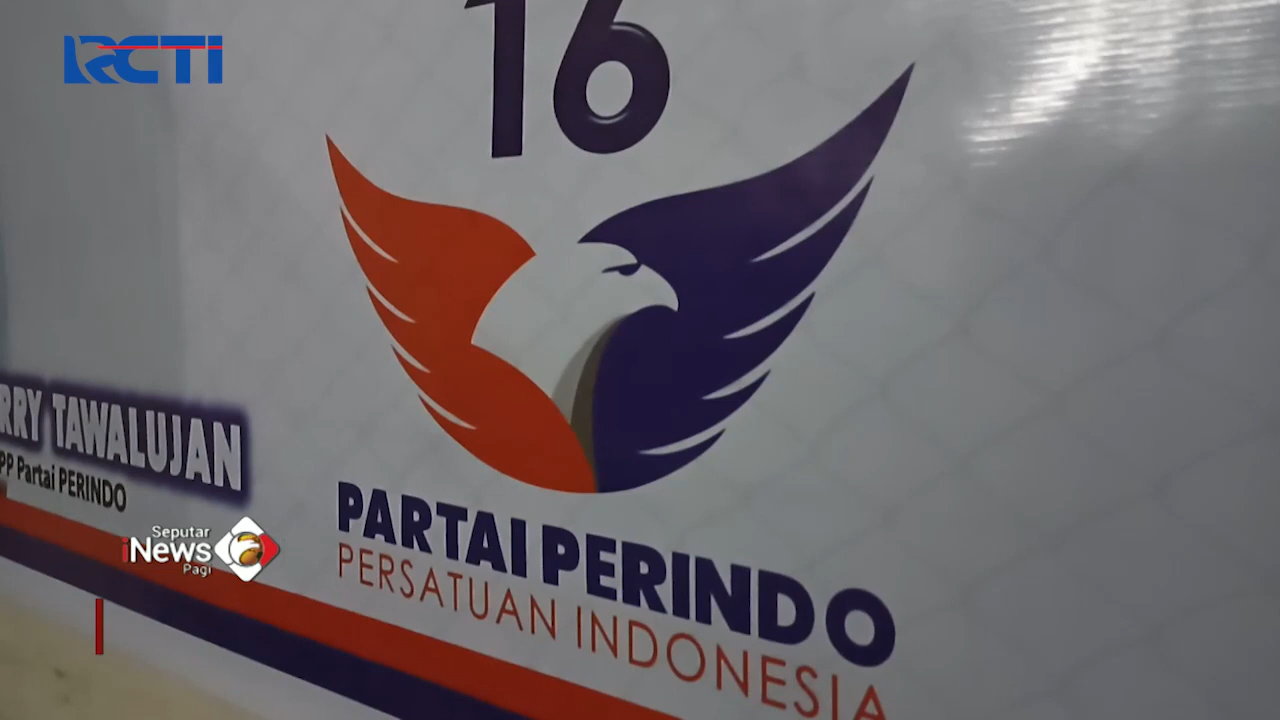 RCTI
16
RRY TAWALUJAN
PP Partai PERINDO
PARTAI PERINDO
PERSATUAN INDONESIA
Seputar
iNews
Pagi